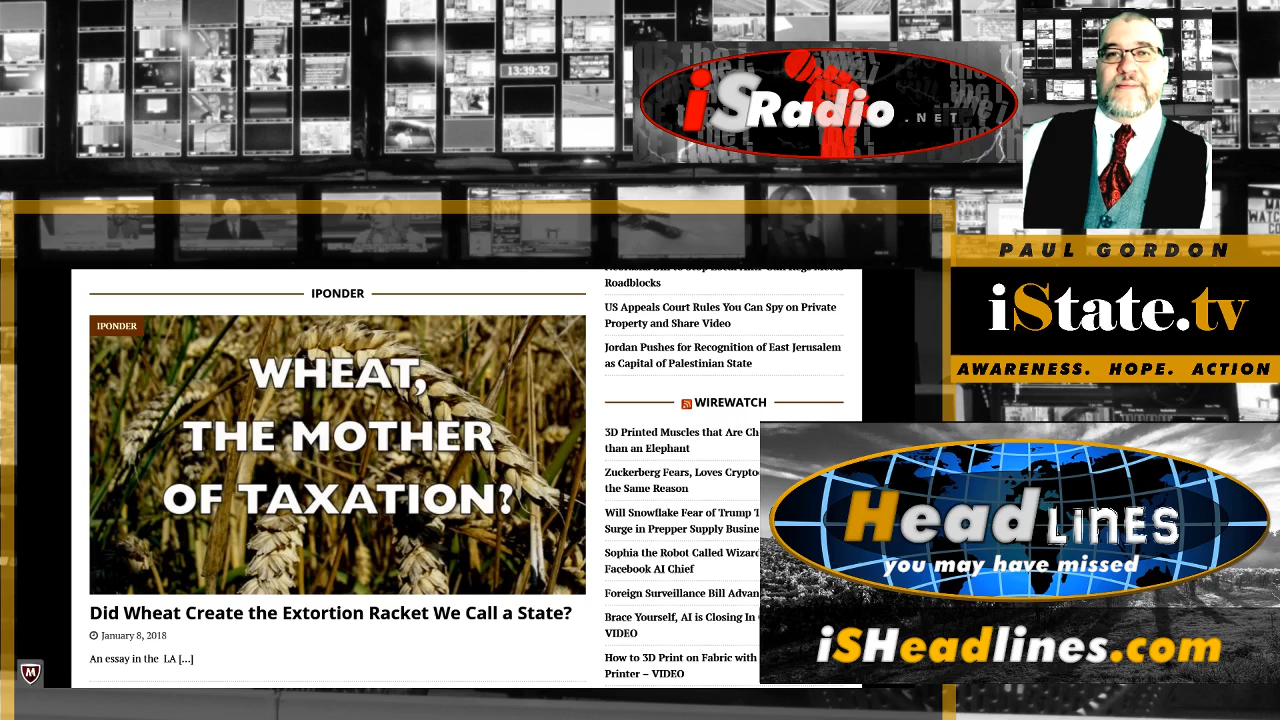 13:39:32
iSRadio .NET
PAUL GORDON
iState.tv
AWARENESS. HOPE. ACTION
IPONDER
IPONDER
WHEAT,
THE MOTHER
OF TAXATION?
Did Wheat Create the Extortion Racket We Call a State?
January 8, 2018
An essay in the LA [...]
Roadblocks
US Appeals Court Rules You Can Spy on Private
Property and Share Video
Jordan Pushes for Recognition of East Jerusalem
as Capital of Palestinian State
WIREWATCH
3D Printed Muscles that Are
than an Elephant
Zuckerberg Fears, Loves
the Same Reason
Will Snowflake Fear of Trump
Surge in Prepper Supply
Sophia the Robot Called
Facebook AI Chief
Foreign Surveillance Bill
Brace Yourself, AI is Closing In
VIDEO
How to 3D Print on Fabric with
Printer – VIDEO
HeadLINES
you may have missed
iSHeadlines.com